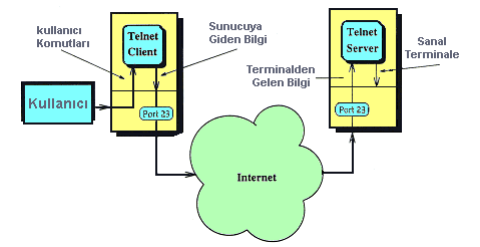 kullanıcı
Komutları
Telnet
Client
Sunucuya
Giden Bilgi
Telnet
Server
Sanal
Terminale
Terminalden
Gelen Bilgi
Kullanıcı
Port 23
Port 23
Internet